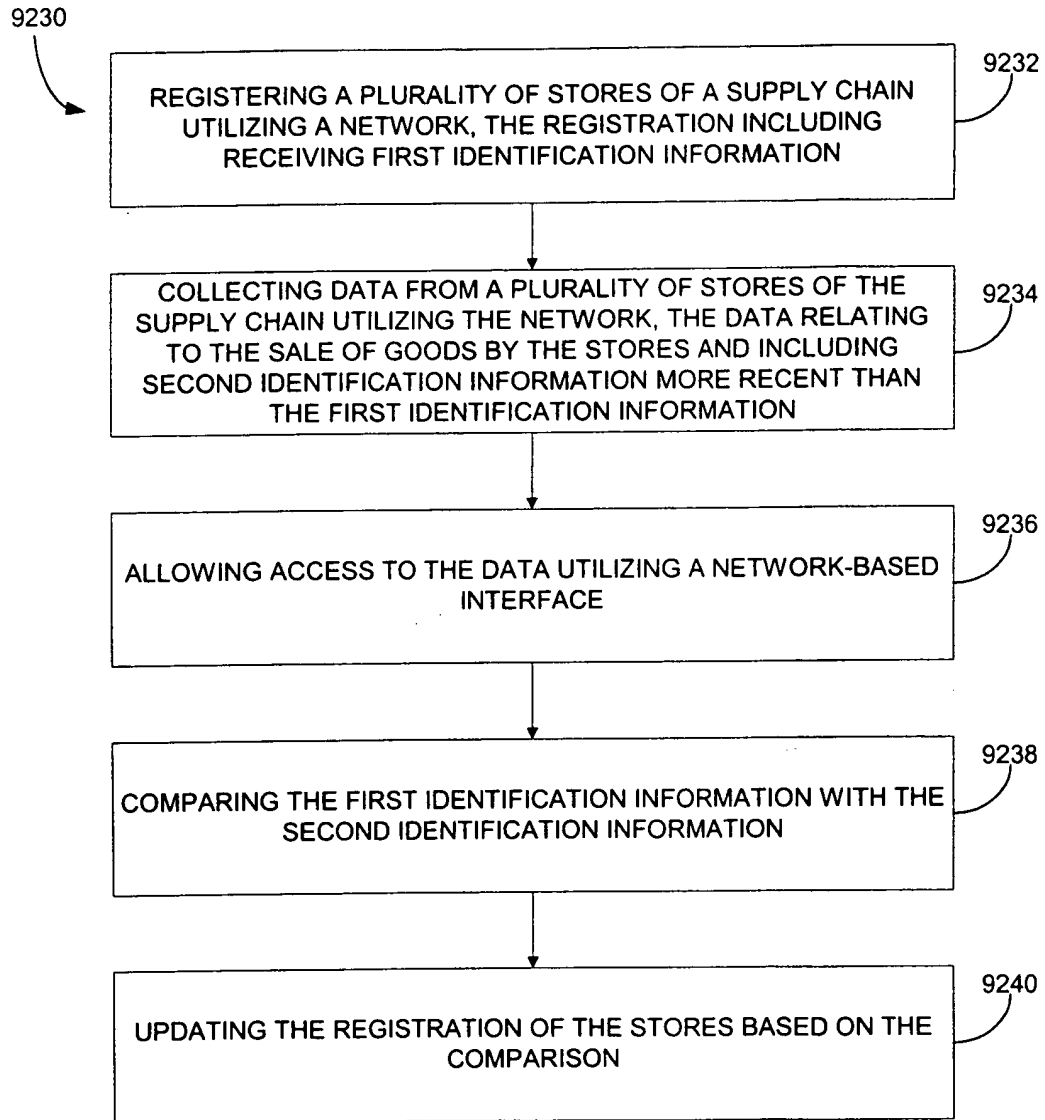 9230
REGISTERING A PLURALITY OF STORES OF A SUPPLY CHAIN
UTILIZING A NETWORK, THE REGISTRATION INCLUDING
RECEIVING FIRST IDENTIFICATION INFORMATION
9232
COLLECTING DATA FROM A PLURALITY OF STORES OF THE
SUPPLY CHAIN UTILIZING THE NETWORK, THE DATA RELATING
TO THE SALE OF GOODS BY THE STORES AND INCLUDING
SECOND IDENTIFICATION INFORMATION MORE RECENT THAN
THE FIRST IDENTIFICATION INFORMATION
9234
ALLOWING ACCESS TO THE DATA UTILIZING A NETWORK-BASED
INTERFACE
9236
COMPARING THE FIRST IDENTIFICATION INFORMATION WITH THE
SECOND IDENTIFICATION INFORMATION
9238
UPDATING THE REGISTRATION OF THE STORES BASED ON THE
COMPARISON
9240